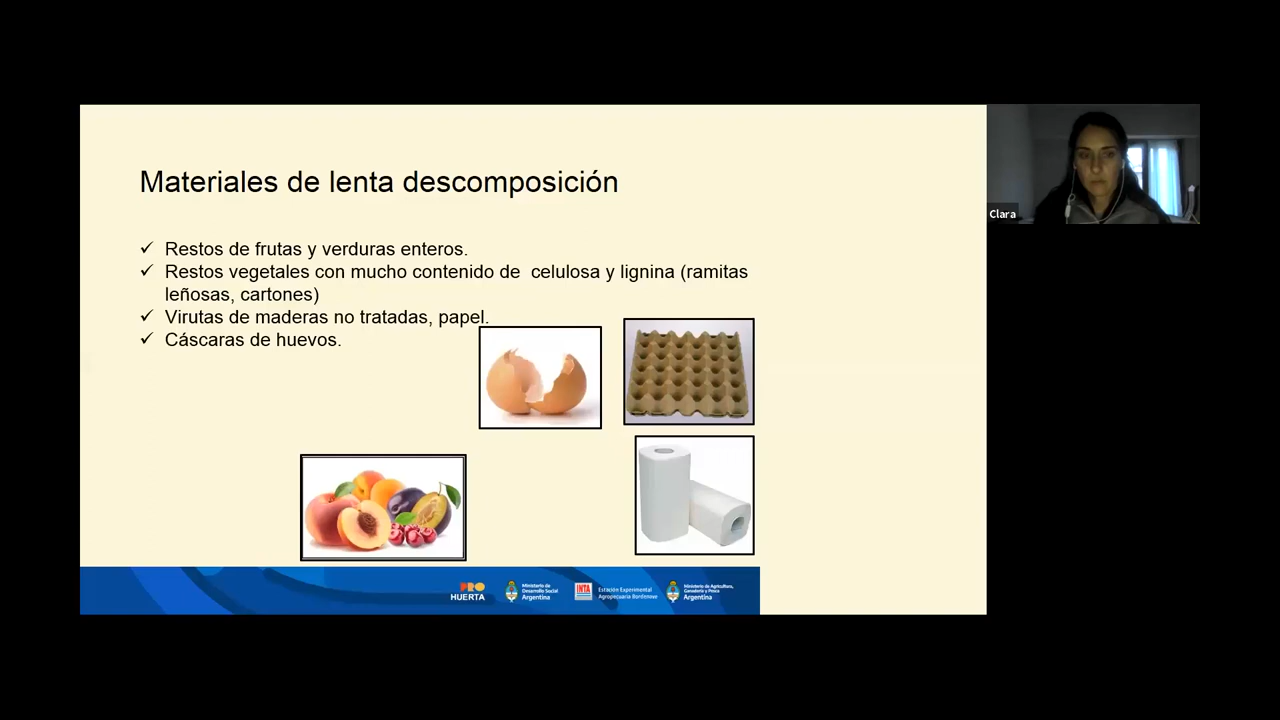 Materiales de lenta descomposición
✓ Restos de frutas y verduras enteros.
✓ Restos vegetales con mucho contenido de celulosa y lignina (ramitas
leñosas, cartones)
✓ Virutas de maderas no tratadas, papel.
✓ Cáscaras de huevos.
Clara
PRO
HUERTA
Ministerio de
Desarrollo Social
Argentina
INTA
Estación Experimental
Agropecuaria Bordenave
Ministerio de Agricultura,
Ganadería y Pesca
Argentina